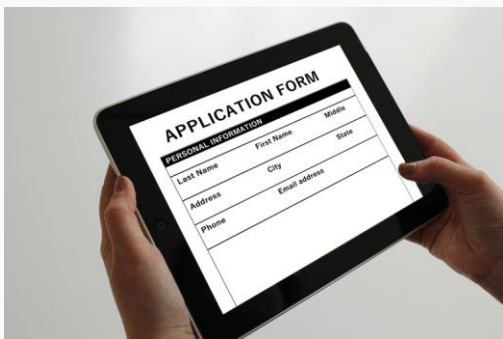 APPLICATION FORM
PERSONAL INFORMATION
Last Name First Name Middle
Address City State
Phone Email address